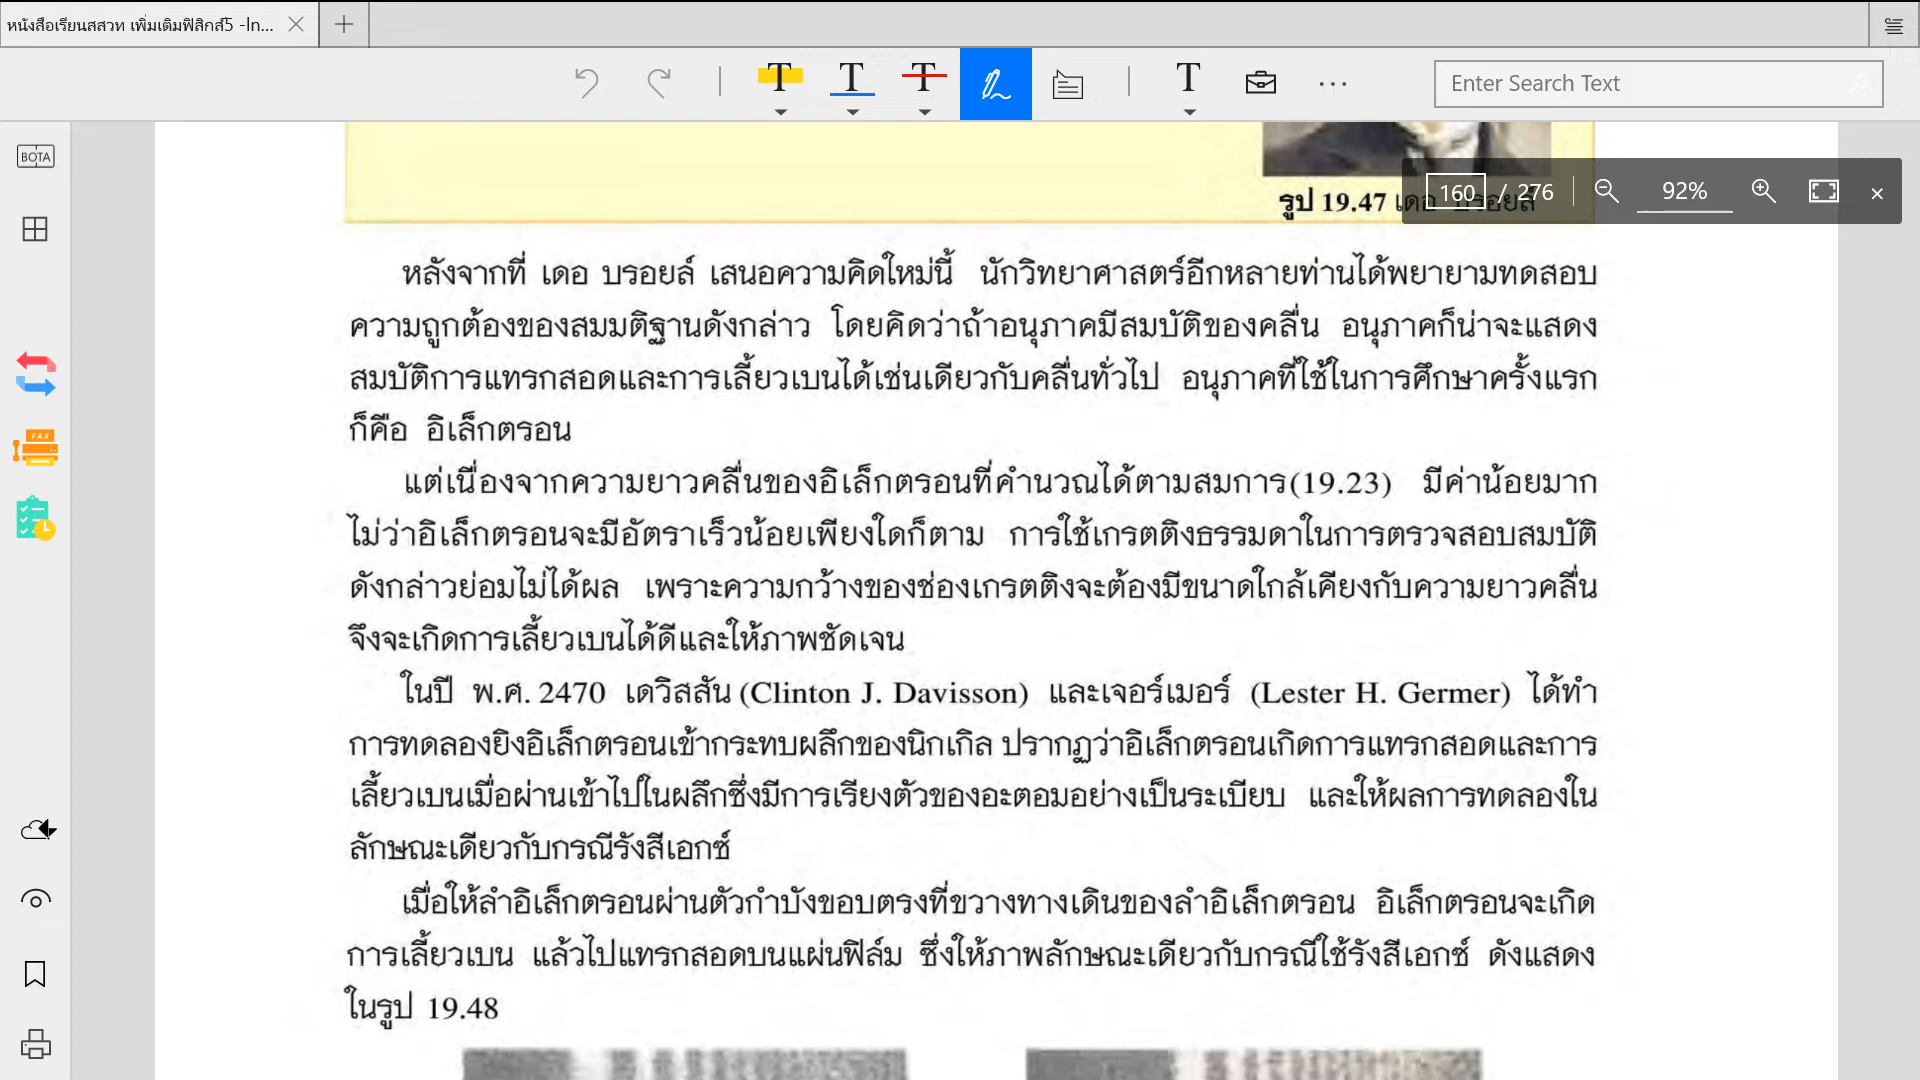 หนังสือเรียนสสวท เพิ่มเติมฟิสิกส์5 -ln...
Enter Search Text
BOTA
160 / 276
92%
FAX
รูป 19.47 เดอ บรอยล์
หลังจากที่ เดอ บรอยล์ เสนอความคิดใหม่นี้ นักวิทยาศาสตร์อีกหลายท่านได้พยายามทดสอบ
ความถูกต้องของสมมติฐานดังกล่าว โดยคิดว่าถ้าอนุภาคมีสมบัติของคลื่น อนุภาคก็น่าจะแสดง
สมบัติการแทรกสอดและการเลี้ยวเบนได้เช่นเดียวกับคลื่นทั่วไป อนุภาคที่ใช้ในการศึกษาครั้งแรก
ก็คือ อิเล็กตรอน
แต่เนื่องจากความยาวคลื่นของอิเล็กตรอนที่คำนวณได้ตามสมการ(19.23) มีค่าน้อยมาก
ไม่ว่าอิเล็กตรอนจะมีอัตราเร็วน้อยเพียงใดก็ตาม การใช้เกรตติงธรรมดาในการตรวจสอบสมบัติ
ดังกล่าวย่อมไม่ได้ผล เพราะความกว้างของช่องเกรตติงจะต้องมีขนาดใกล้เคียงกับความยาวคลื่น
จึงจะเกิดการเลี้ยวเบนได้ดีและให้ภาพชัดเจน
ในปี พ.ศ. 2470 เดวิสสัน (Clinton J. Davisson) และเจอร์เมอร์ (Lester H. Germer) ได้ทำ
การทดลองยิงอิเล็กตรอนเข้ากระทบผลึกของนิกเกิล ปรากฏว่าอิเล็กตรอนเกิดการแทรกสอดและการ
เลี้ยวเบนเมื่อผ่านเข้าไปในผลึกซึ่งมีการเรียงตัวของอะตอมอย่างเป็นระเบียบ และให้ผลการทดลองใน
ลักษณะเดียวกับกรณีรังสีเอกซ์
เมื่อให้ลำอิเล็กตรอนผ่านตัวกำบังขอบตรงที่ขวางทางเดินของลำอิเล็กตรอน อิเล็กตรอนจะเกิด
การเลี้ยวเบน แล้วไปแทรกสอดบนแผ่นฟิล์ม ซึ่งให้ภาพลักษณะเดียวกับกรณีใช้รังสีเอกซ์ ดังแสดง
ในรูป 19.48